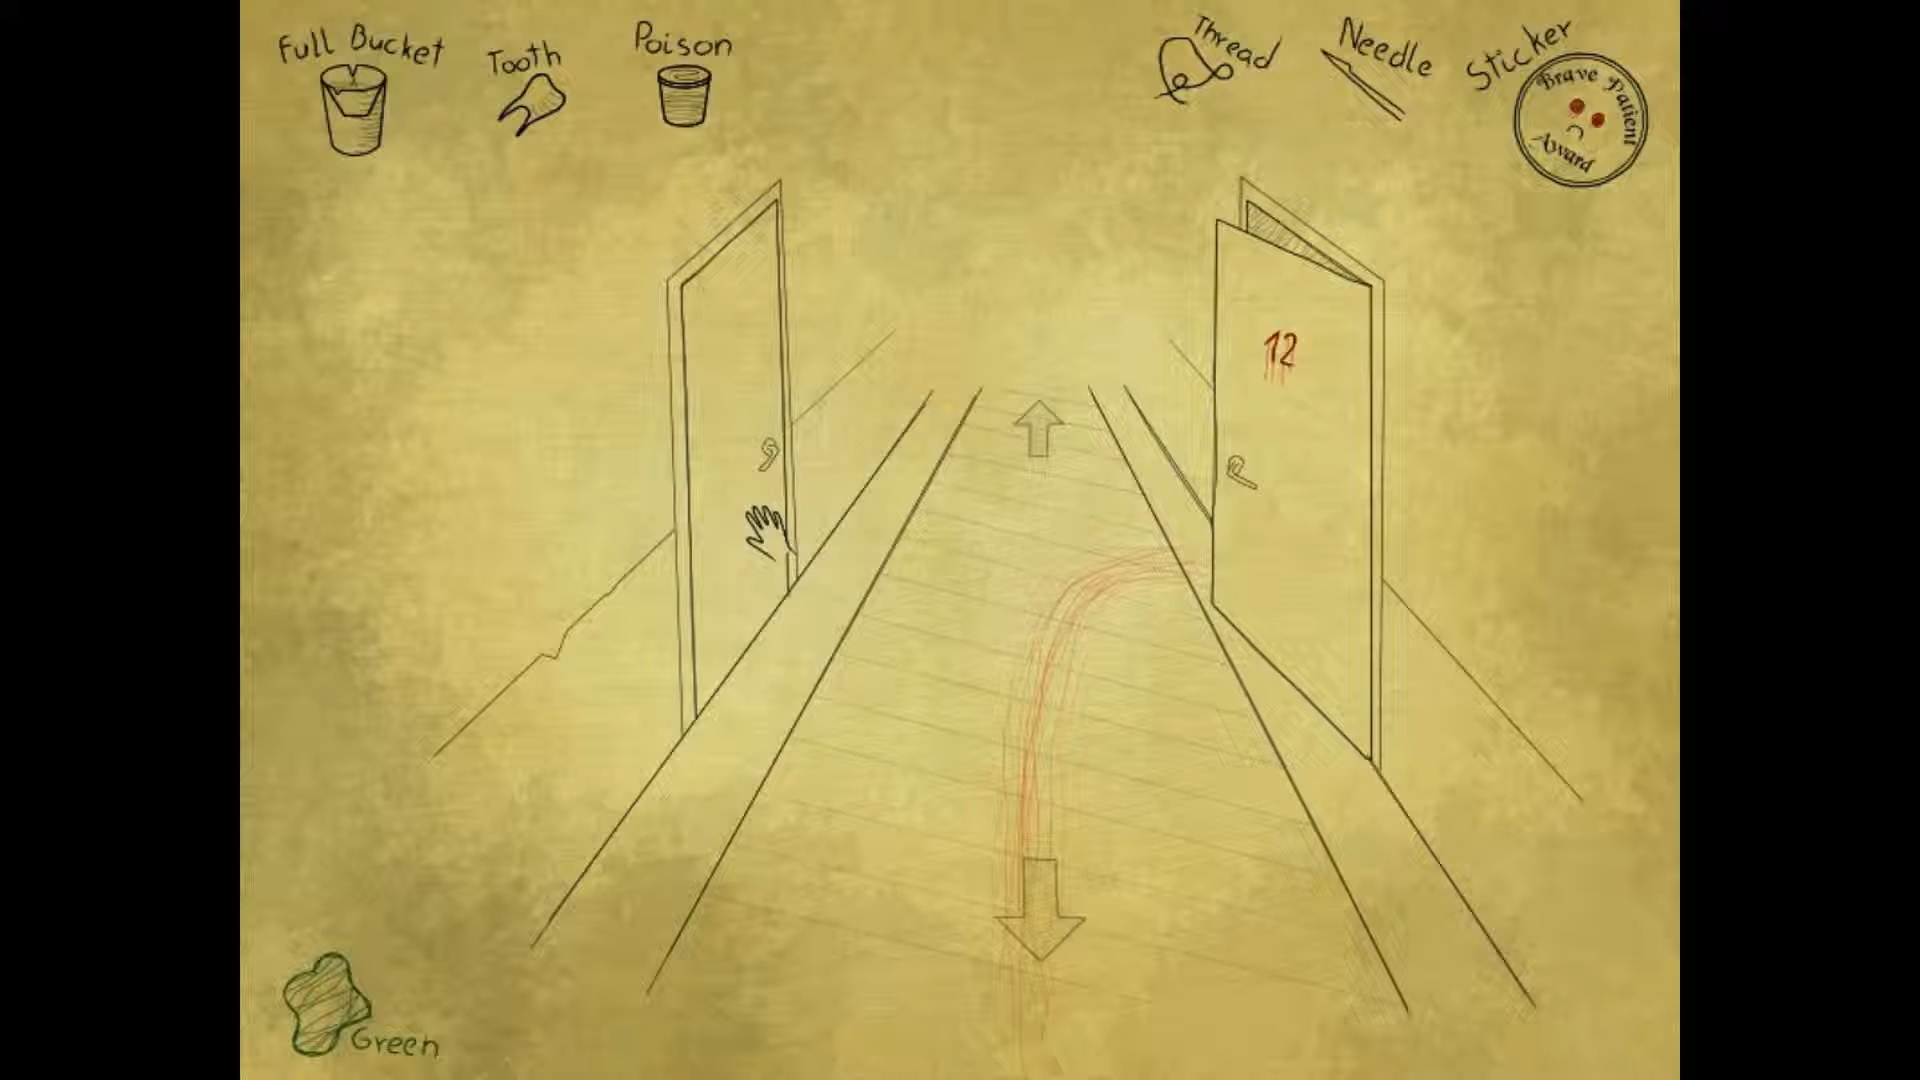 Full Bucket
Tooth
Poison
Thread
Needle
Sticker
Brave Patient
Award
12
Green